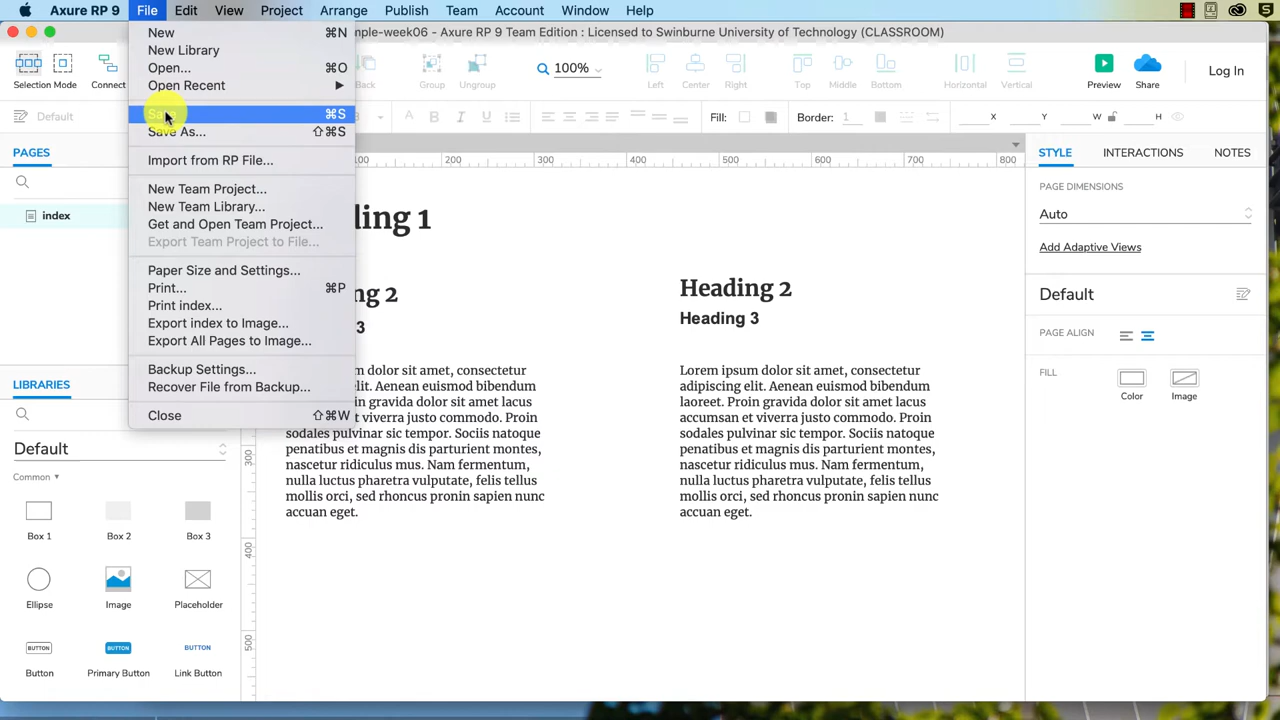 Axure RP 9 File Edit View Project Arrange Publish Team Account Window Help
mple-week06 - Axure RP 9 Team Edition : Licensed to Swinburne University of Technology (CLASSROOM)
Selection Mode Connect Back Group Ungroup 100% Left Center Right Top Middle Bottom Horizontal Vertical Preview Share Log In
Default Fill: Border: 1 X Y W H
New ⌘N
New Library
Open... ⌘O
Open Recent
Save ⌘S
Save As... ⇧⌘S
Import from RP File...
New Team Project...
New Team Library...
Get and Open Team Project...
Export Team Project to File...
Paper Size and Settings...
Print... ⌘P
Print index...
Export index to Image...
Export All Pages to Image...
Backup Settings...
Recover File from Backup...
Close ⇧⌘W
PAGES
index
LIBRARIES
Default
Common
Box 1 Box 2 Box 3
Ellipse Image Placeholder
BUTTON BUTTON BUTTON
Button Primary Button Link Button
100 200 300 400 500 600 700 800
300
400
500
ding 1
ng 2
3
m dolor sit amet, consectetur
elit. Aenean euismod bibendum
gravida sit amet lectus
t viverra justo commodo. Proin
sodales pulvinar sic tempor. Sociis natoque
penatibus et magnis dis parturient montes,
nascetur ridiculus mus. Nam fermentum,
nulla luctus pharetra vulputate, felis tellus
mollis orci, sed rhoncus pronin sapien nunc
accuan eget.
Heading 2
Heading 3
Lorem ipsum dolor sit amet, consectetur
adipiscing elit. Aenean euismod bibendum
laoreet. Proin gravida dolor sit amet lacus
accumsan et viverra justo commodo. Proin
sodales pulvinar sic tempor. Sociis natoque
penatibus et magnis dis parturient montes,
nascetur ridiculus mus. Nam fermentum,
nulla luctus pharetra vulputate, felis tellus
mollis orci, sed rhoncus pronin sapien nunc
accuan eget.
STYLE INTERACTIONS NOTES
PAGE DIMENSIONS
Auto
Add Adaptive Views
Default
PAGE ALIGN
FILL
Color Image